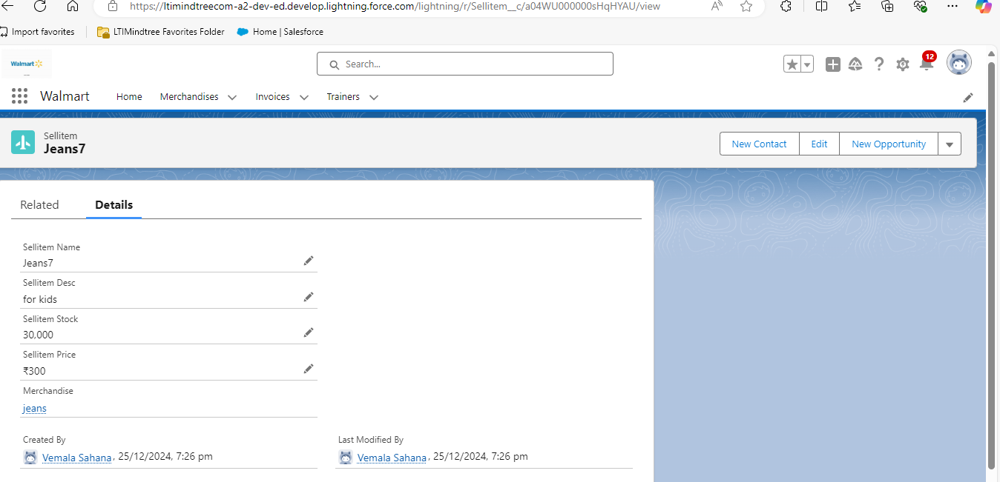 https://ltimindtreecom-a2-dev-ed.develop.lightning.force.com/lightning/r/Sellitem__c/a04WU000000sHqHYAU/view
Import favorites LTIMindtree Favorites Folder Home | Salesforce
Walmart
Search...
12
Walmart Home Merchandises Invoices Trainers
Sellitem
Jeans7
New Contact Edit New Opportunity
Related Details
Sellitem Name
Jeans7
Sellitem Desc
for kids
Sellitem Stock
30,000
Sellitem Price
₹300
Merchandise
jeans
Created By Last Modified By
Vemala Sahana, 25/12/2024, 7:26 pm Vemala Sahana, 25/12/2024, 7:26 pm